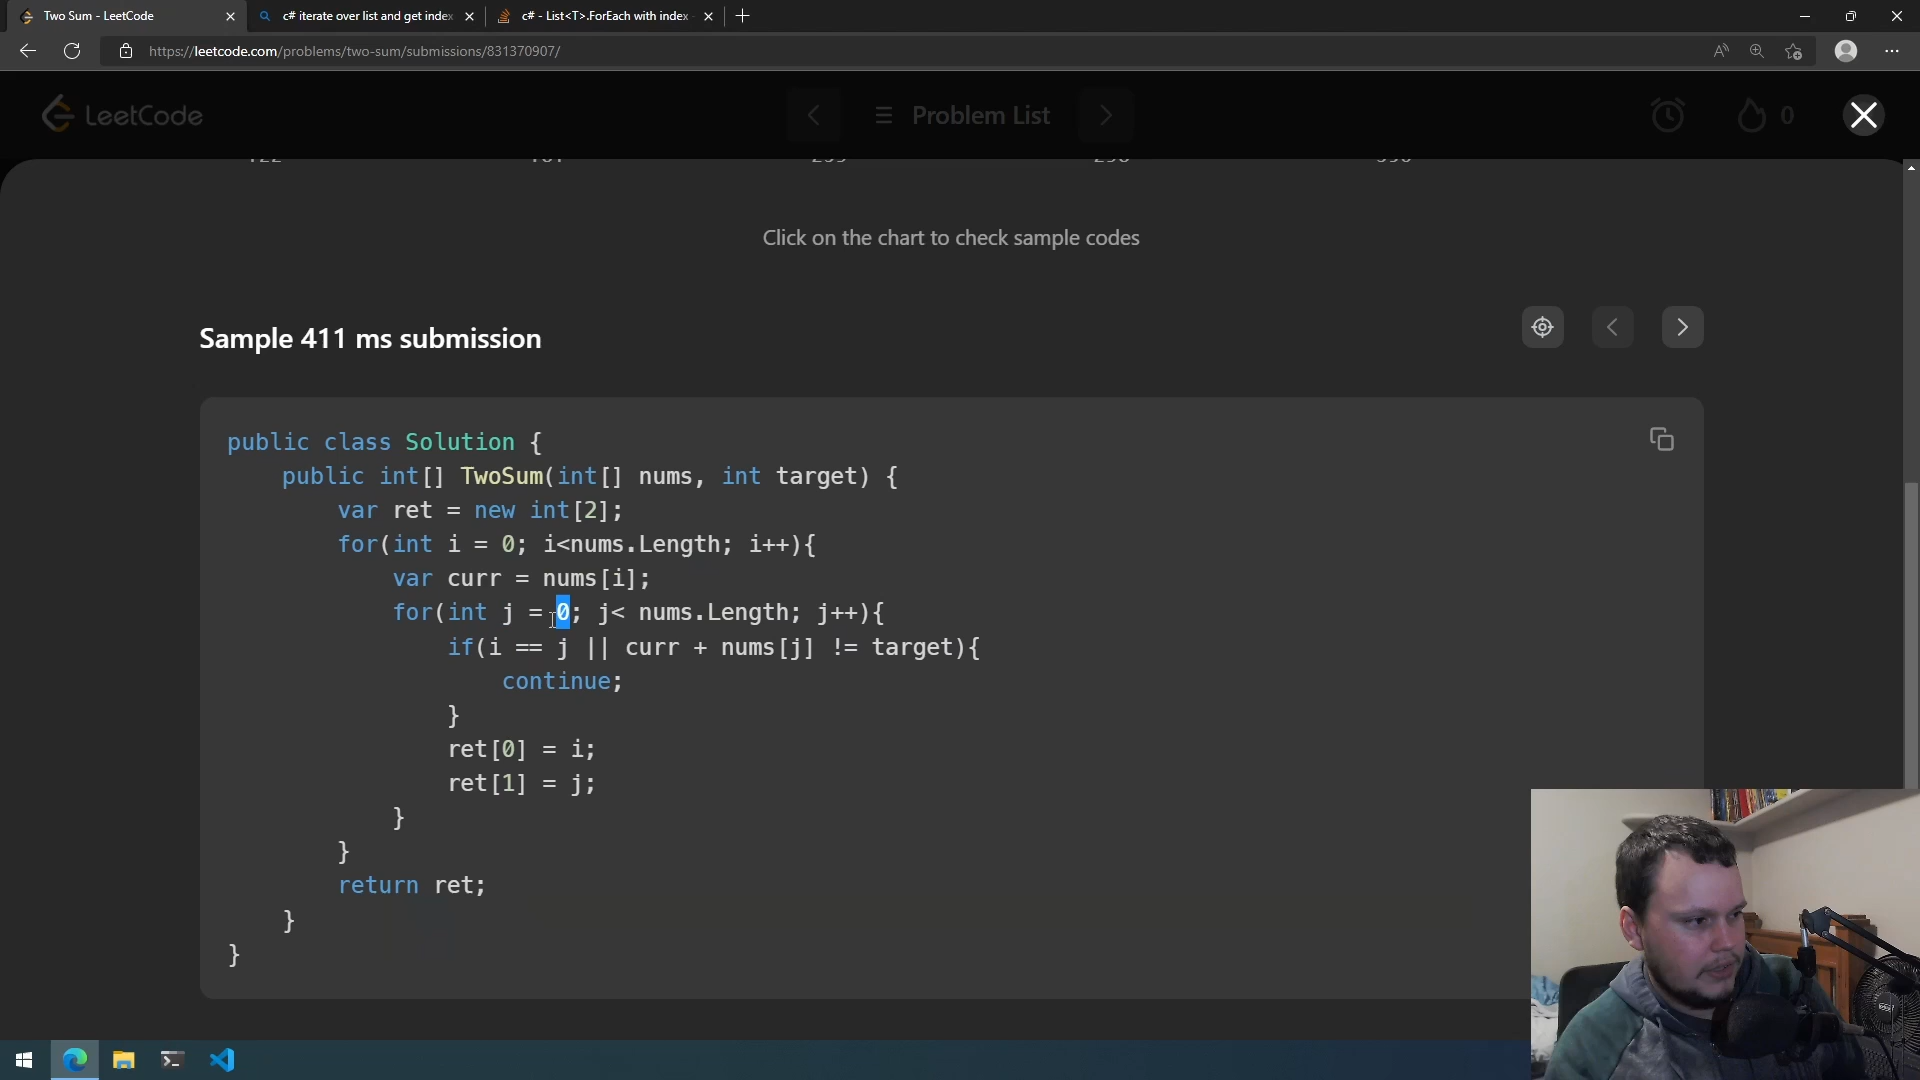 Two Sum - LeetCode
c# iterate over list and get index
c# - List<T>.ForEach with index -
https://leetcode.com/problems/two-sum/submissions/831370907/
LeetCode
Problem List
0
Click on the chart to check sample codes
Sample 411 ms submission
public class Solution {
public int[] TwoSum(int[] nums, int target) {
var ret = new int[2];
for(int i = 0; i<nums.Length; i++){
var curr = nums[i];
for(int j = 0; j< nums.Length; j++){
if(i == j || curr + nums[j] != target){
continue;
}
ret[0] = i;
ret[1] = j;
}
}
return ret;
}
}